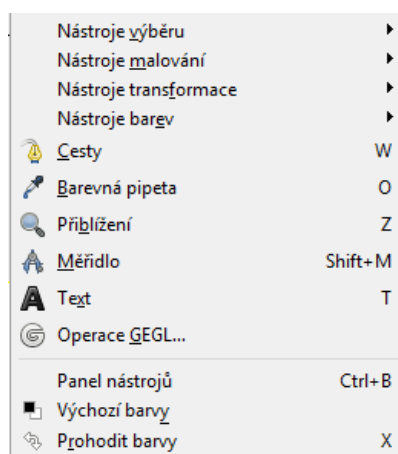 Nástroje výběru
Nástroje malování
Nástroje transformace
Nástroje barev
Cesty W
Barevná pipeta O
Přiblížení Z
Měřidlo Shift+M
Text T
Operace GEGL...
Panel nástrojů Ctrl+B
Výchozí barvy
Prohodit barvy X